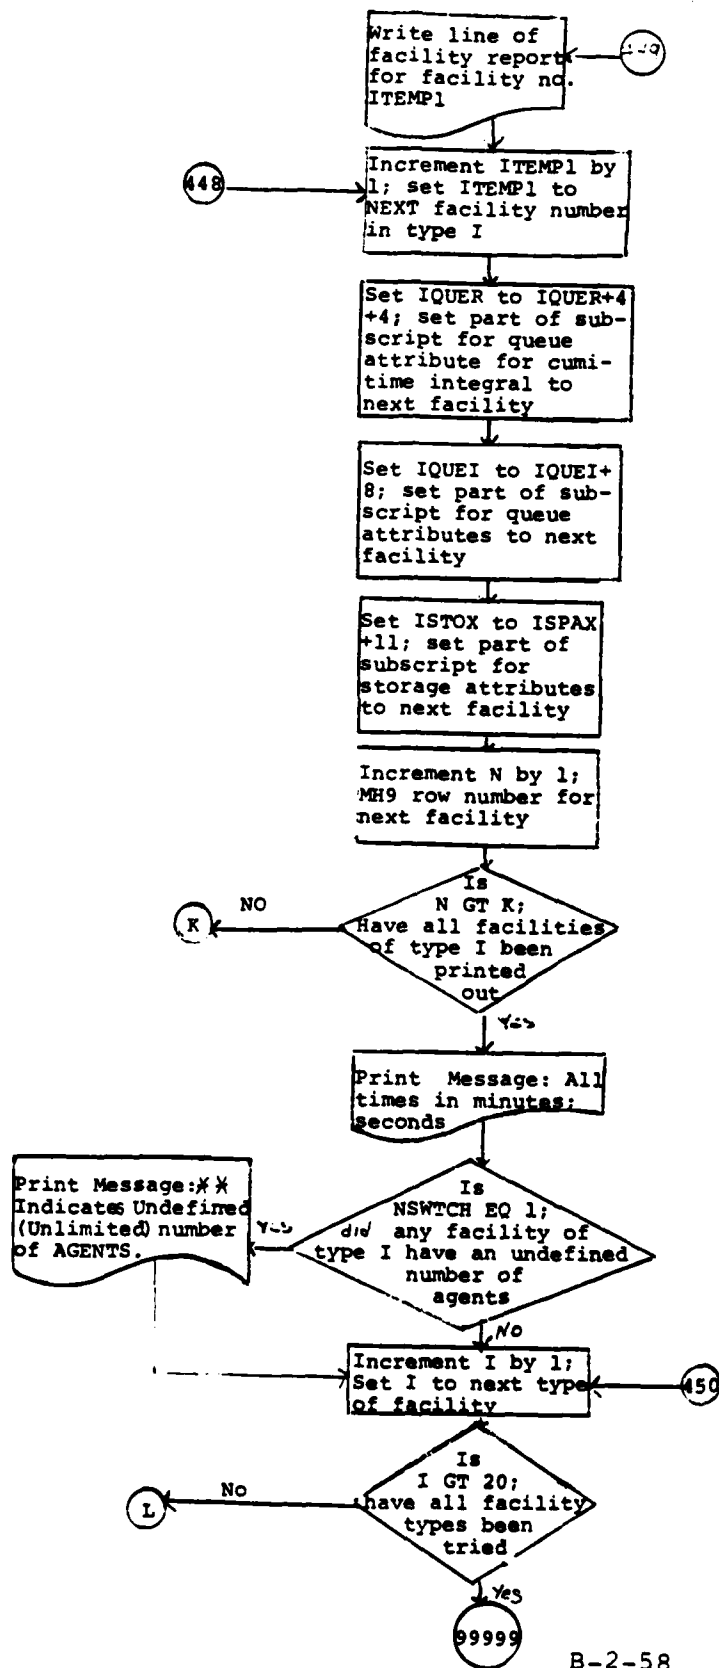 Write line of
facility report
for facility no.
ITEMP1
448
Increment ITEMP1 by
1; set ITEMP1 to
NEXT facility number
in type I
Set IQUER to IQUER+4
+4; set part of sub-
script for queue
attribute for cumi-
time integral to
next facility
Set IQUEI to IQUEI+
8; set part of sub-
script for queue
attributes to next
facility
Set ISTOX to ISPAX
+11; set part of
subscript for
storage attributes
to next facility
Increment N by 1;
MH9 row number for
next facility
Is
N GT K;
Have all facilities
of type I been
printed
out
NO
K
Yes
Print Message: All
times in minutes;
seconds
Is
NSWTCH EQ 1;
did any facility of
type I have an undefined
number of
agents
Yes
Print Message:**
Indicates Undefined
(Unlimited) number
of AGENTS.
NO
Increment I by 1;
Set I to next type
of facility
450
Is
I GT 20;
have all facility
types been
tried
No
L
Yes
99999
B-2-58